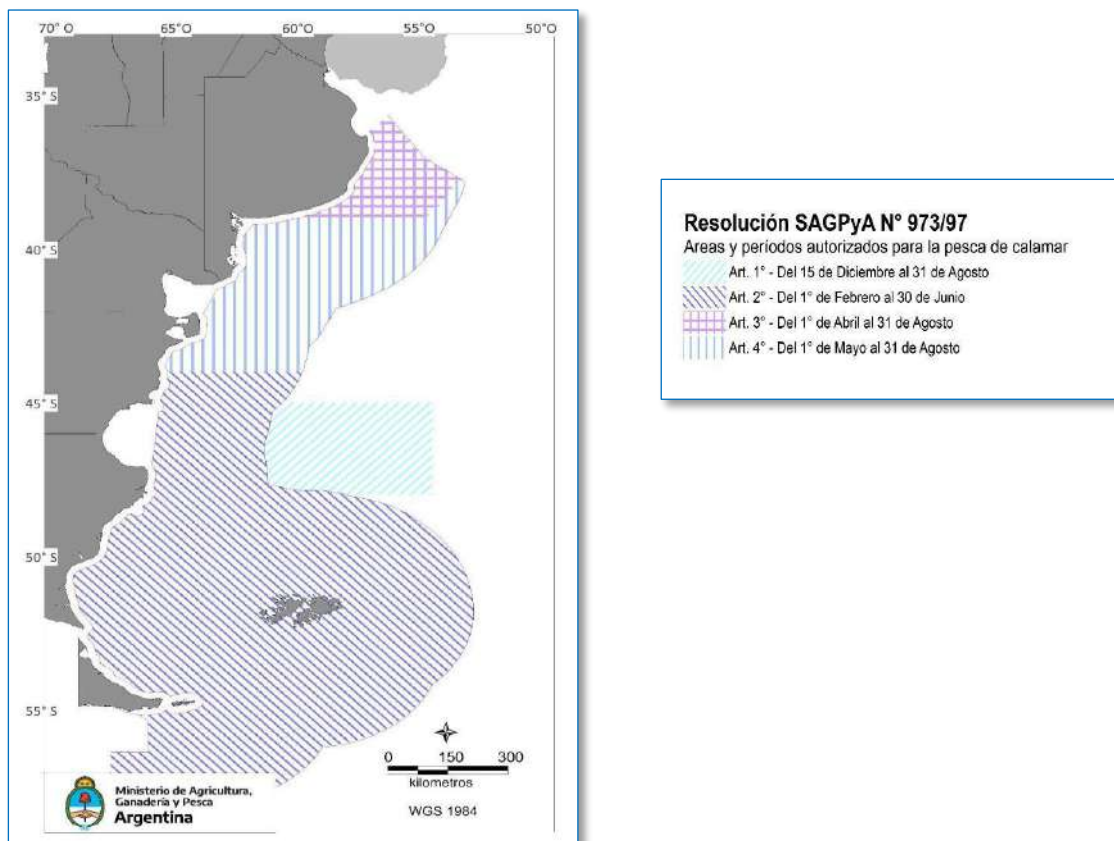 70° O 65°O 60°O 55°O 50°O
35° S
40° S
45° S
50° S
55° S
0 150 300
kilometros
WGS 1984
Ministerio de Agricultura,
Ganadería y Pesca
Argentina
Resolución SAGPyA N° 973/97
Areas y períodos autorizados para la pesca de calamar
Art. 1° - Del 15 de Diciembre al 31 de Agosto
Art. 2° - Del 1° de Febrero al 30 de Junio
Art. 3° - Del 1° de Abril al 31 de Agosto
Art. 4° - Del 1° de Mayo al 31 de Agosto